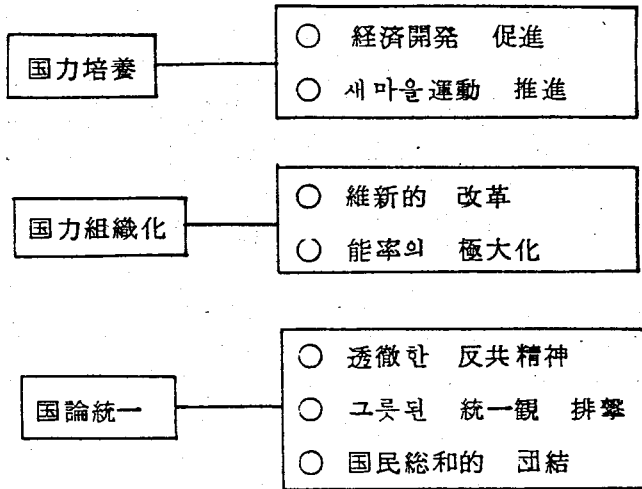 国力培養
○ 経済開発 促進
○ 새마을運動 推進
国力組織化
○ 維新的 改革
○ 能率의 極大化
国論統一
○ 透徹한 反共精神
○ 그릇된 統一観 排撃
○ 国民総和的 団結